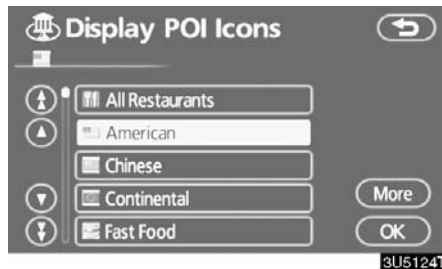 Display POI Icons
All Restaurants
American
Chinese
Continental
More
Fast Food
OK
3U5124